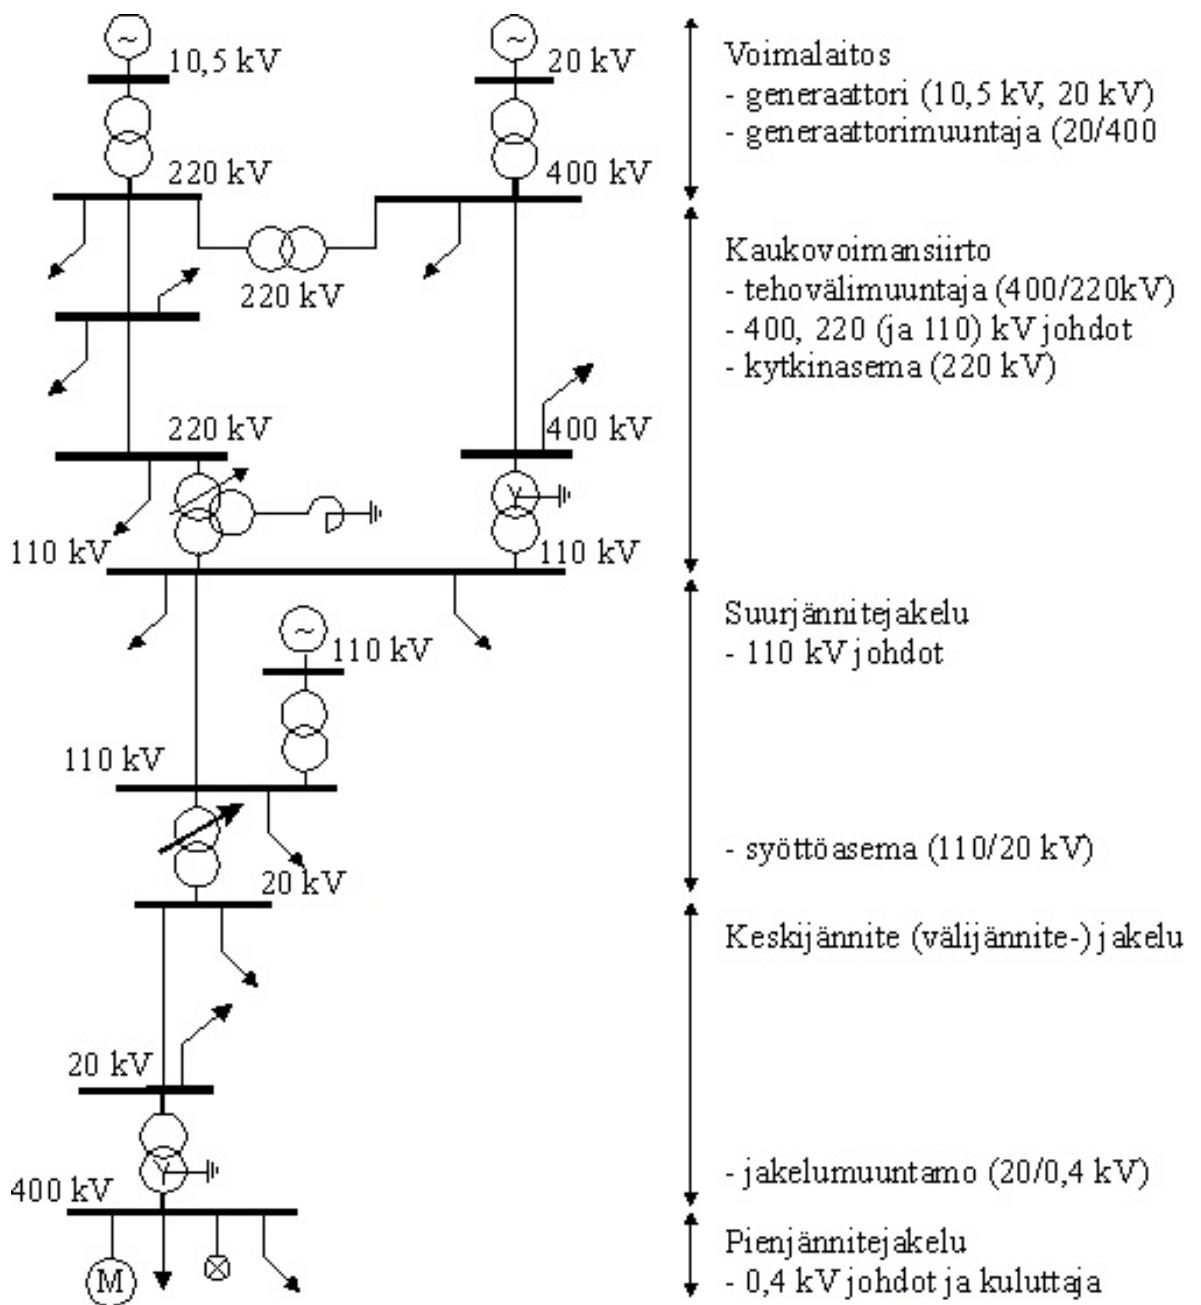 10,5 kV
20 kV
220 kV
400 kV
220 kV
220 kV
400 kV
110 kV
110 kV
110 kV
110 kV
20 kV
20 kV
400 kV
M
Voimalaitos
- generaattori (10,5 kV, 20 kV)
- generaattorimuuntaja (20/400
Kaukovoimansiirto
- tehovälimuuntaja (400/220kV)
- 400, 220 (ja 110) kV johdot
- kytkinasema (220 kV)
Suurjännitejakelu
- 110 kV johdot
- syöttöasema (110/20 kV)
Keskijännite (välijännite-) jakelu
- jakelumuuntamo (20/0,4 kV)
Pienjännitejakelu
- 0,4 kV johdot ja kuluttaja